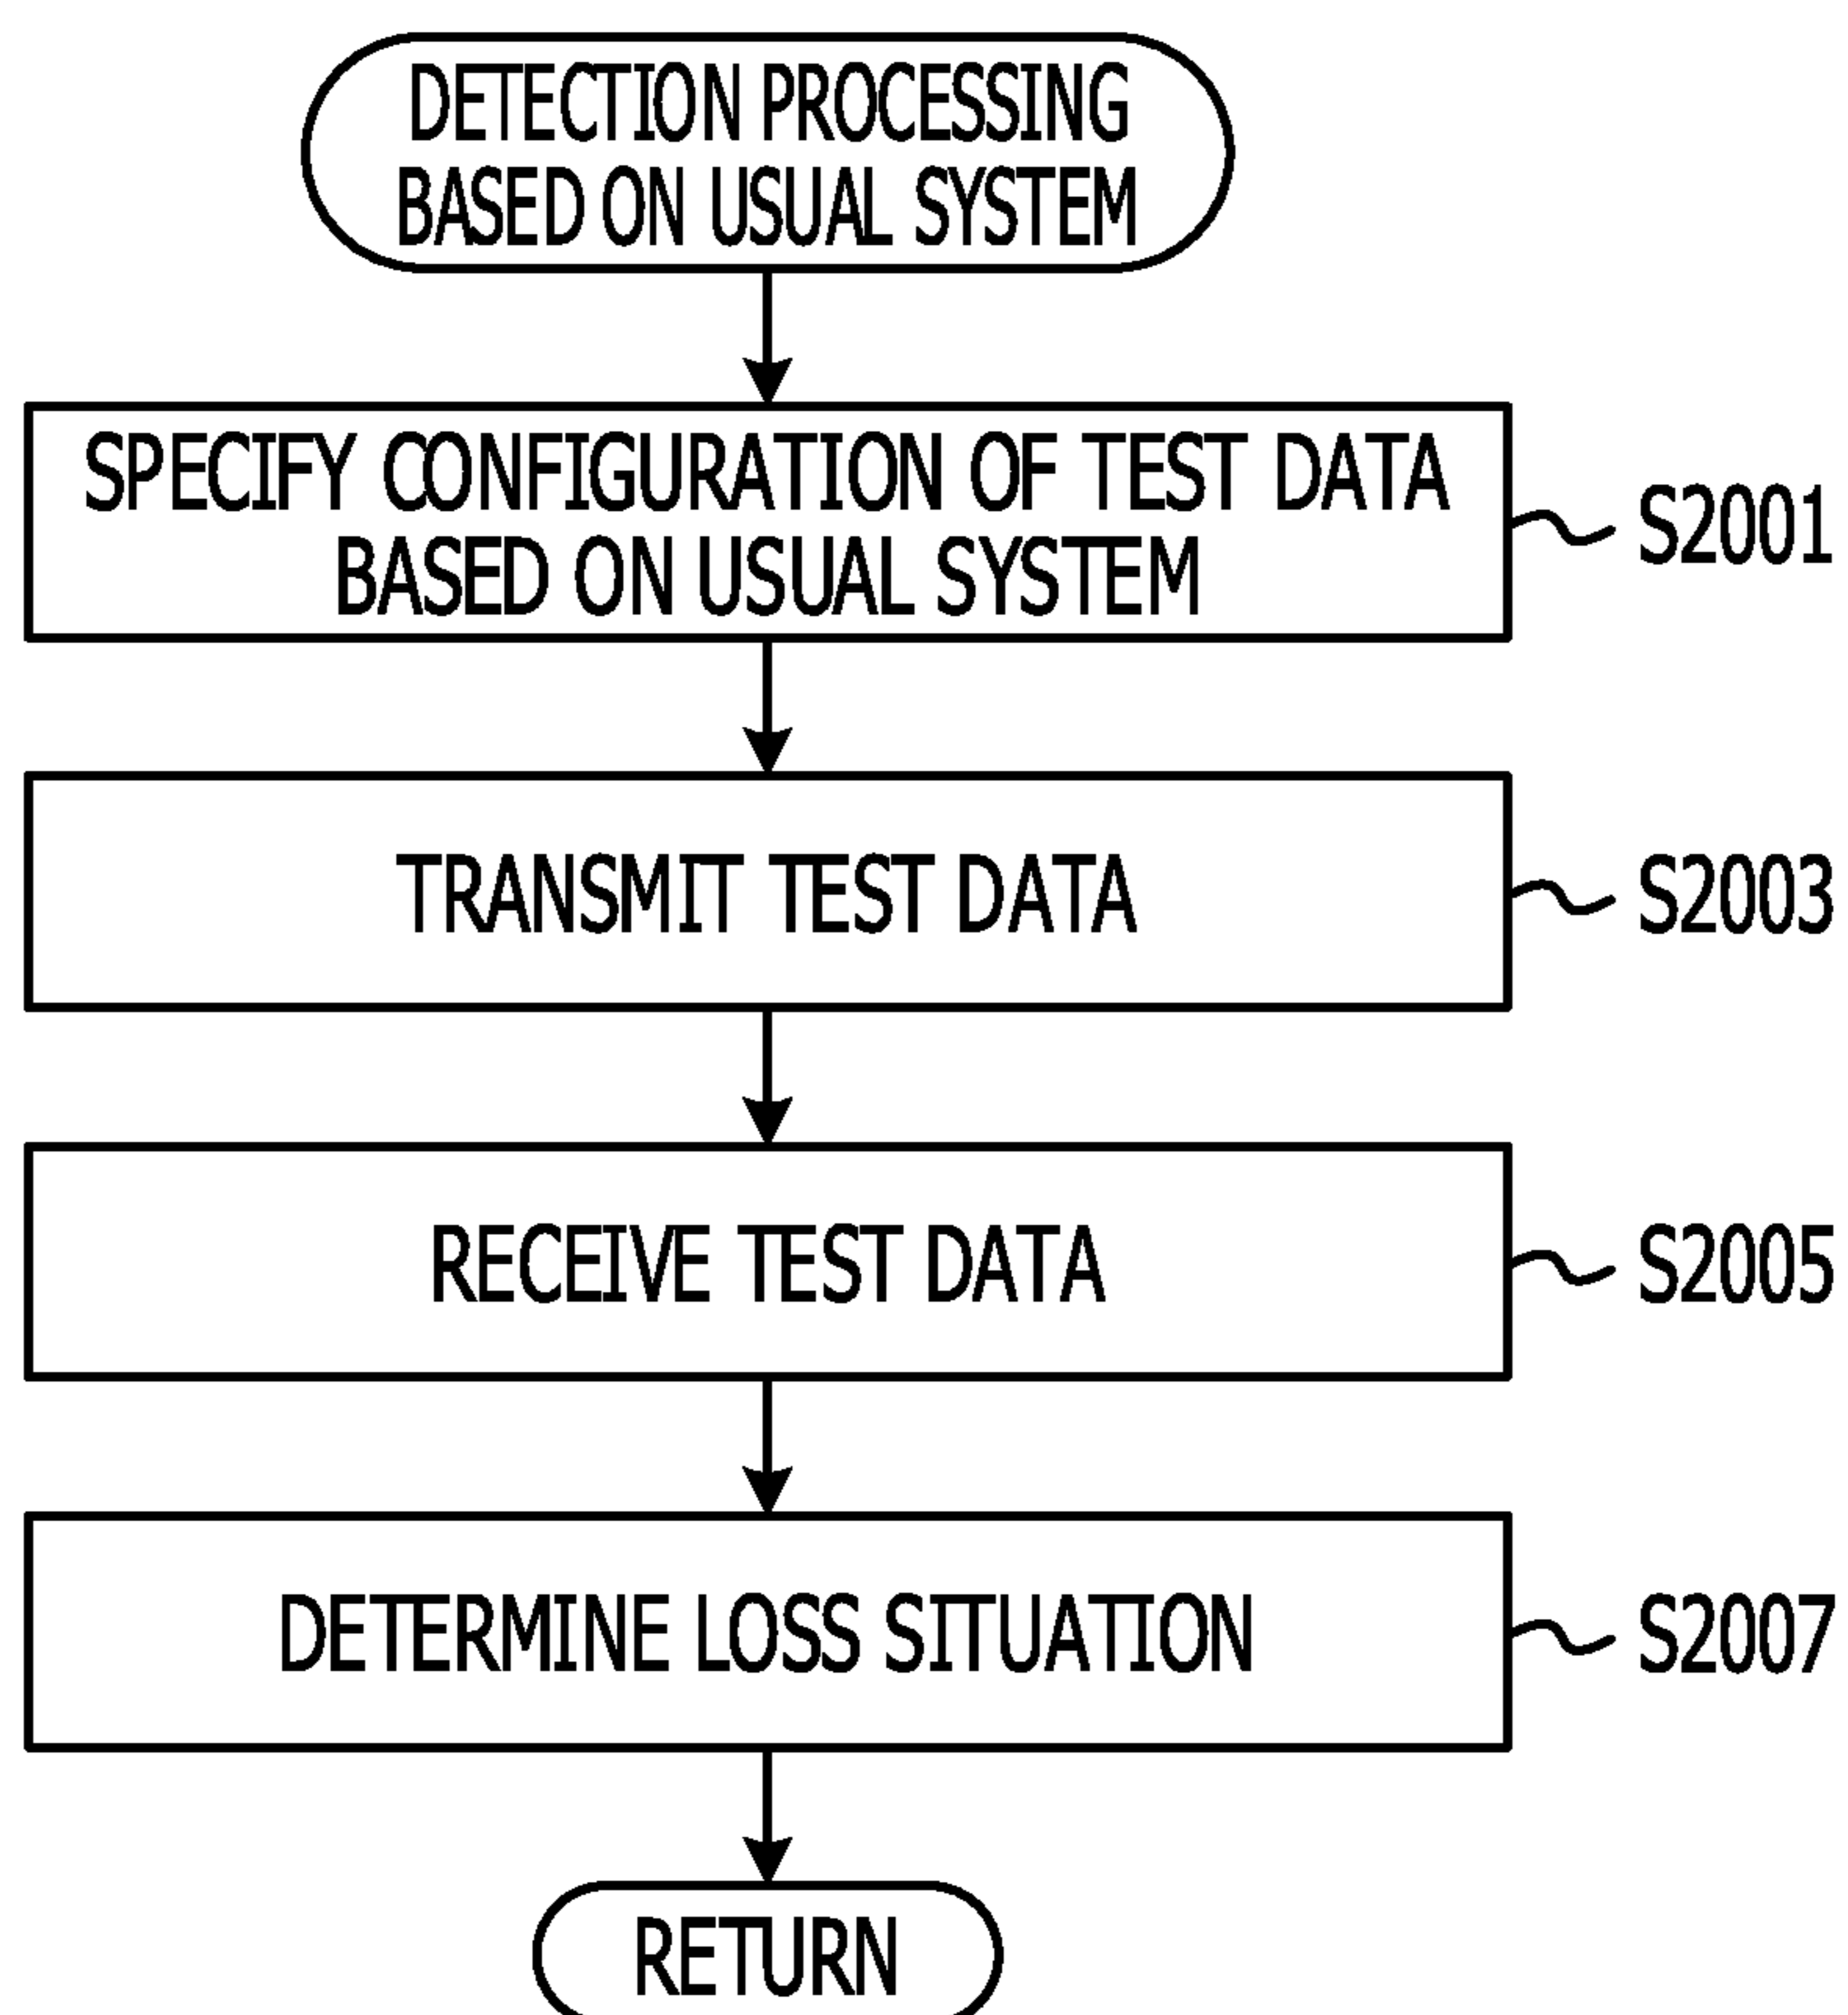 DETECTION PROCESSING
BASED ON USUAL SYSTEM
SPECIFY CONFIGURATION OF TEST DATA
BASED ON USUAL SYSTEM
S2001
TRANSMIT TEST DATA
S2003
RECEIVE TEST DATA
S2005
DETERMINE LOSS SITUATION
S2007
RETURN